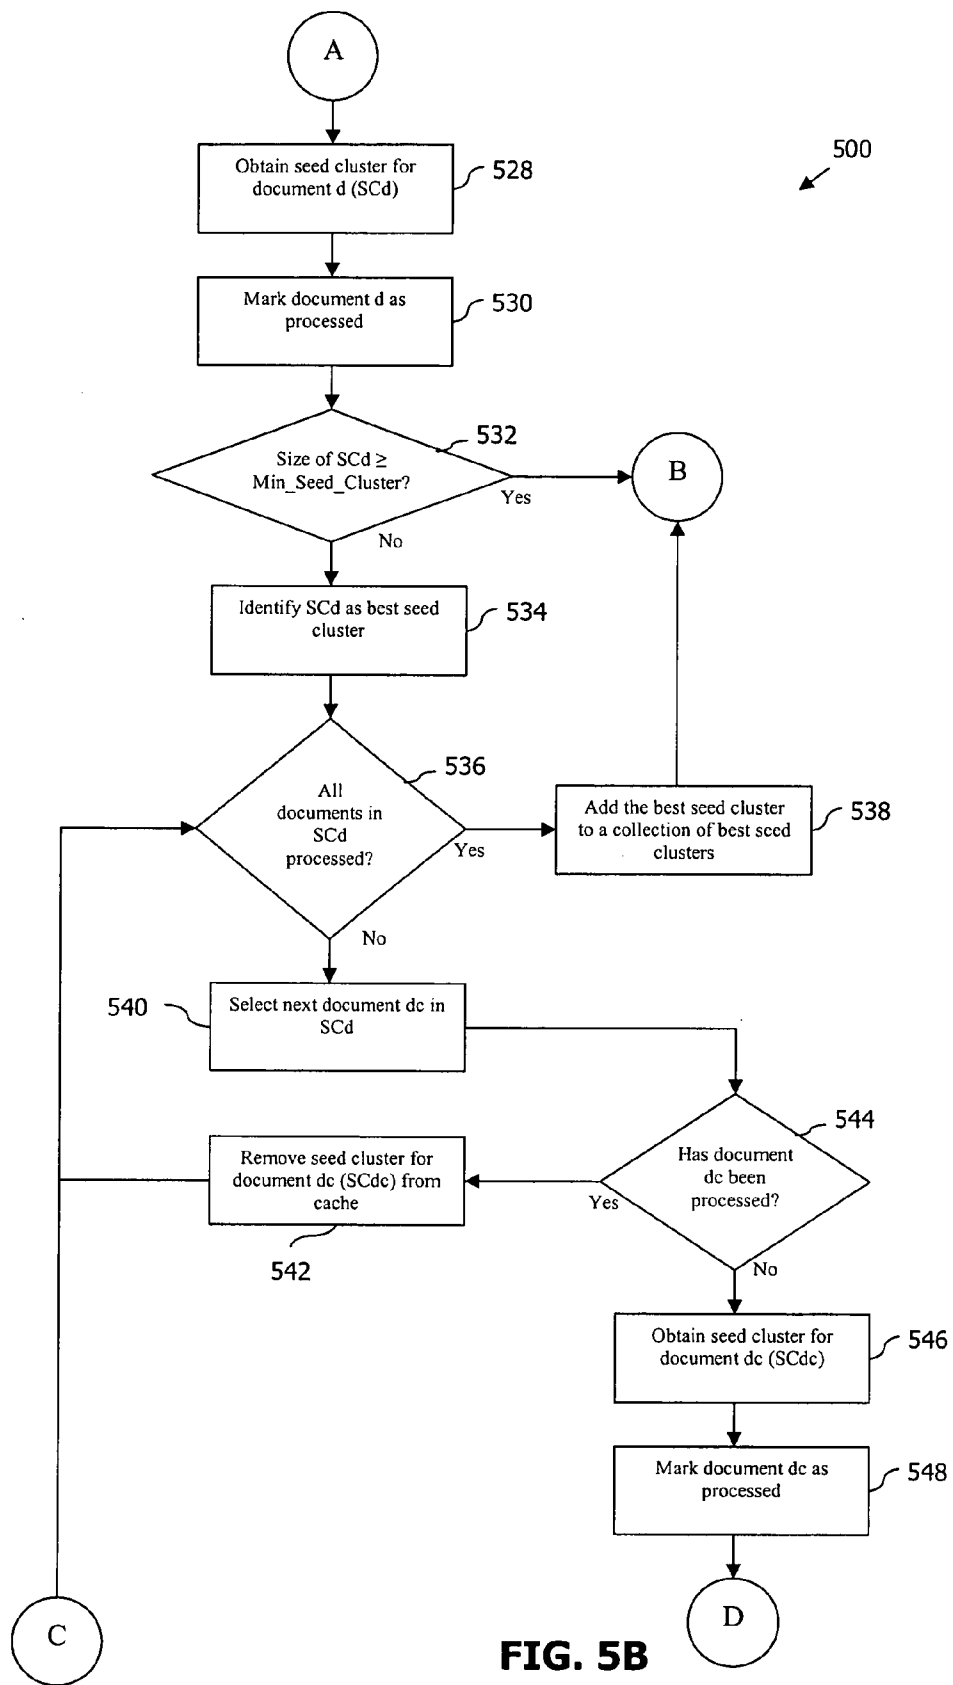 A
500
Obtain seed cluster for
document d (SCd)
528
Mark document d as
processed
530
532
Size of SCd ≥
Min_Seed_Cluster?
Yes
B
No
Identify SCd as best seed
cluster
534
536
All
documents in
SCd
processed?
Yes
Add the best seed cluster
to a collection of best seed
clusters
538
No
540
Select next document dc in
SCd
544
Has document
dc been
processed?
Yes
Remove seed cluster for
document dc (SCdc) from
cache
542
No
Obtain seed cluster for
document dc (SCdc)
546
Mark document dc as
processed
548
C
D
FIG. 5B